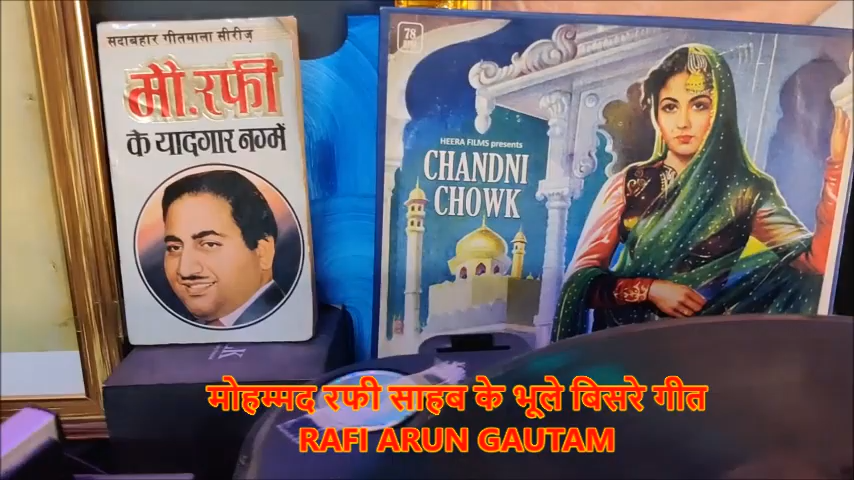 सदाबहार गीतमाला सीरीज़
मौ. रफी
के यादगार नग्में
78
HEERA FILMS presents
CHANDNI
CHOWK
मोहम्मद रफी साहब के भूले बिसरे गीत
RAFI ARUN GAUTAM